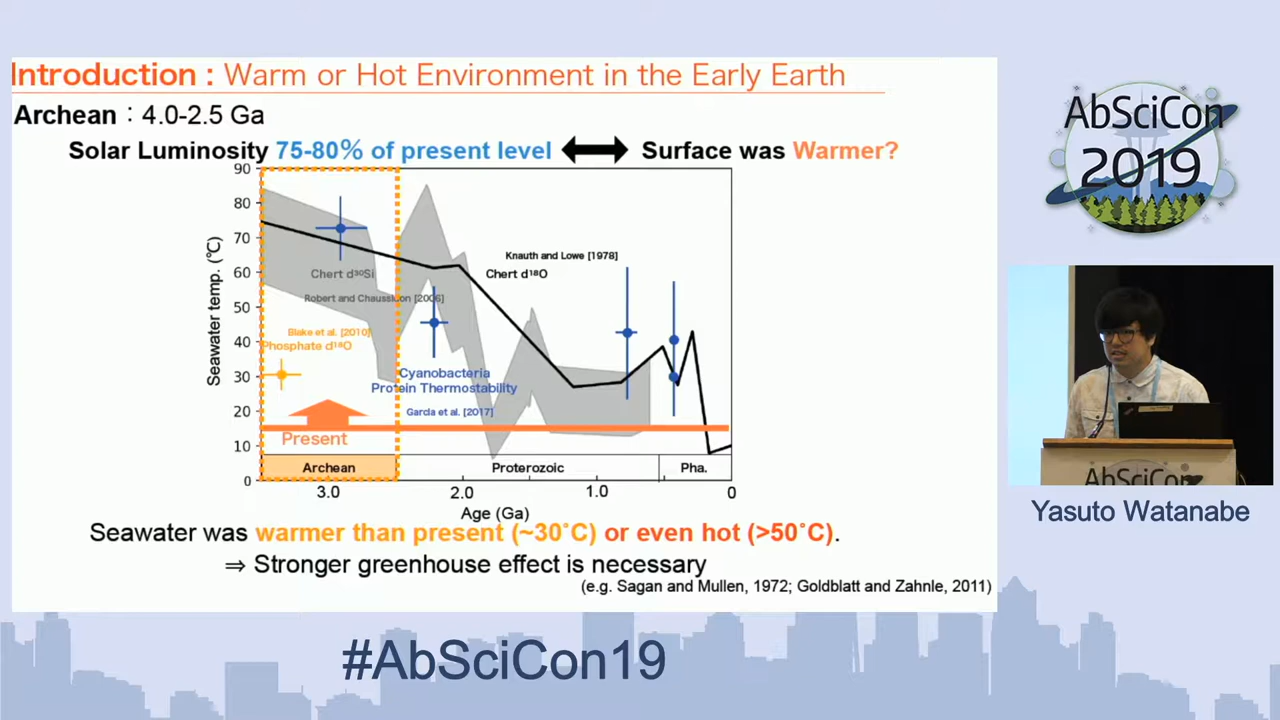 Introduction : Warm or Hot Environment in the Early Earth
Archean : 4.0-2.5 Ga
Solar Luminosity 75-80% of present level
Surface was Warmer?
90
80
70
60
50
40
30
20
10
0
Seawater temp. (℃)
Knauth and Lowe [1978]
Chert d¹⁸O
Chert d³⁰Si
Robert and Chaussidon [2006]
Blake et al. [2010]
Phosphate d¹⁸O
Cyanobacteria
Protein Thermostability
Garcia et al. [2017]
Present
Archean
Proterozoic
Pha.
3.0
2.0
1.0
0
Age (Ga)
Seawater was warmer than present (~30˚C) or even hot (>50˚C).
⇒ Stronger greenhouse effect is necessary
(e.g. Sagan and Mullen, 1972; Goldblatt and Zahnle, 2011)
AbSciCon
2019
AbSciCon
Yasuto Watanabe
#AbSciCon19